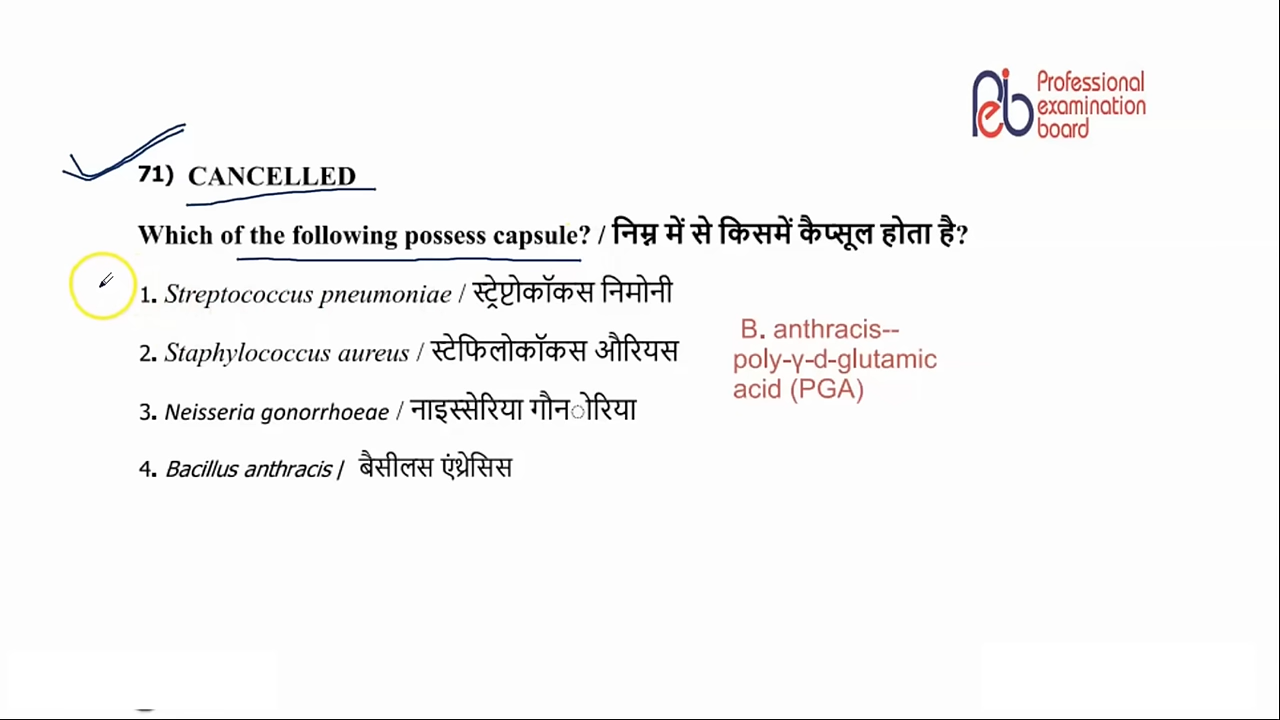 Professional
examination
board
71) CANCELLED
Which of the following possess capsule? / निम्न में से किसमें कैप्सूल होता है?
1. Streptococcus pneumoniae / स्ट्रेप्टोकॉकस निमोनी
2. Staphylococcus aureus / स्टेफिलोकॉकस औरियस
B. anthracis--
poly-γ-d-glutamic
acid (PGA)
3. Neisseria gonorrhoeae / नाइस्सेरिया गौन◌ोरिया
4. Bacillus anthracis / बैसीलस एंथ्रेसिस